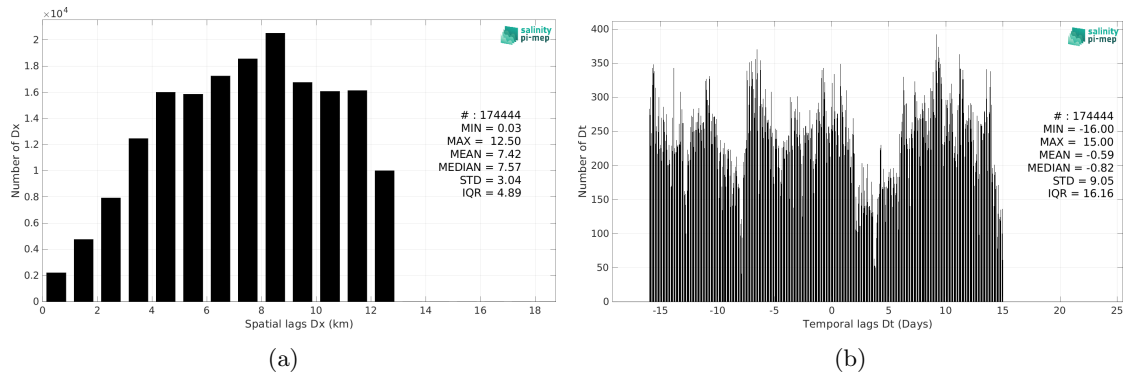 ×10⁴
2
1.8
1.6
1.4
1.2
1
0.8
0.6
0.4
0.2
0
Number of Dx
salinity
pi-mep
# : 174444
MIN = 0.03
MAX = 12.50
MEAN = 7.42
MEDIAN = 7.57
STD = 3.04
IQR = 4.89
0 2 4 6 8 10 12 14 16 18
Spatial lags Dx (km)
(a)
400
350
300
250
200
150
100
50
0
Number of Dt
salinity
pi-mep
# : 174444
MIN = -16.00
MAX = 15.00
MEAN = -0.59
MEDIAN = -0.82
STD = 9.05
IQR = 16.16
-15 -10 -5 0 5 10 15 20 25
Temporal lags Dt (Days)
(b)